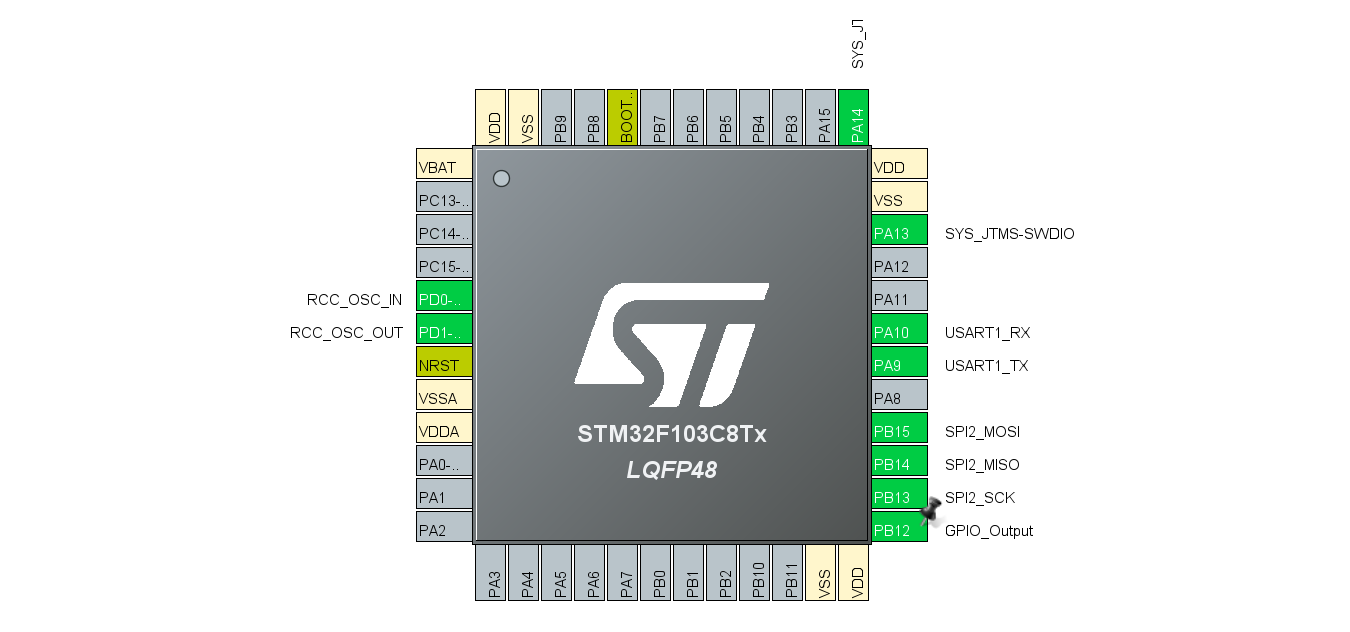 SYS_JT
VDD
VSS
PB9
PB8
BOOT..
PB7
PB6
PB5
PB4
PB3
PA15
PA14
VBAT
PC13-..
PC14-..
PC15-..
RCC_OSC_IN PD0-..
RCC_OSC_OUT PD1-..
NRST
VSSA
VDDA
PA0-..
PA1
PA2
STM32F103C8Tx
LQFP48
VDD
VSS
PA13 SYS_JTMS-SWDIO
PA12
PA11
PA10 USART1_RX
PA9 USART1_TX
PA8
PB15 SPI2_MOSI
PB14 SPI2_MISO
PB13 SPI2_SCK
PB12 GPIO_Output
PA3
PA4
PA5
PA6
PA7
PB0
PB1
PB2
PB10
PB11
VSS
VDD